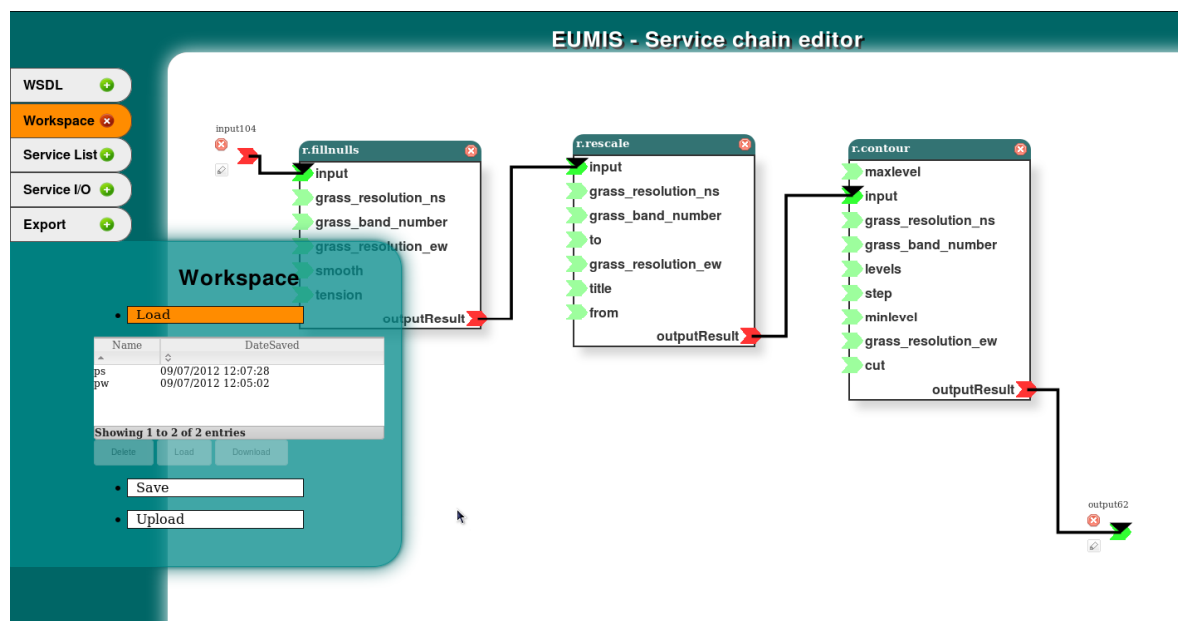 EUMIS - Service chain editor
WSDL
Workspace
Service List
Service I/O
Export
input104
r.fillnulls
input
grass_resolution_ns
grass_band_number
grass_resolution_ew
smooth
tension
outputResult
r.rescale
input
grass_resolution_ns
grass_band_number
to
grass_resolution_ew
title
from
outputResult
r.contour
maxlevel
input
grass_resolution_ns
grass_band_number
levels
step
minlevel
grass_resolution_ew
cut
outputResult
output62
Workspace
Load
Name DateSaved
ps 09/07/2012 12:07:28
pw 09/07/2012 12:05:02
Showing 1 to 2 of 2 entries
Delete Load Download
Save
Upload